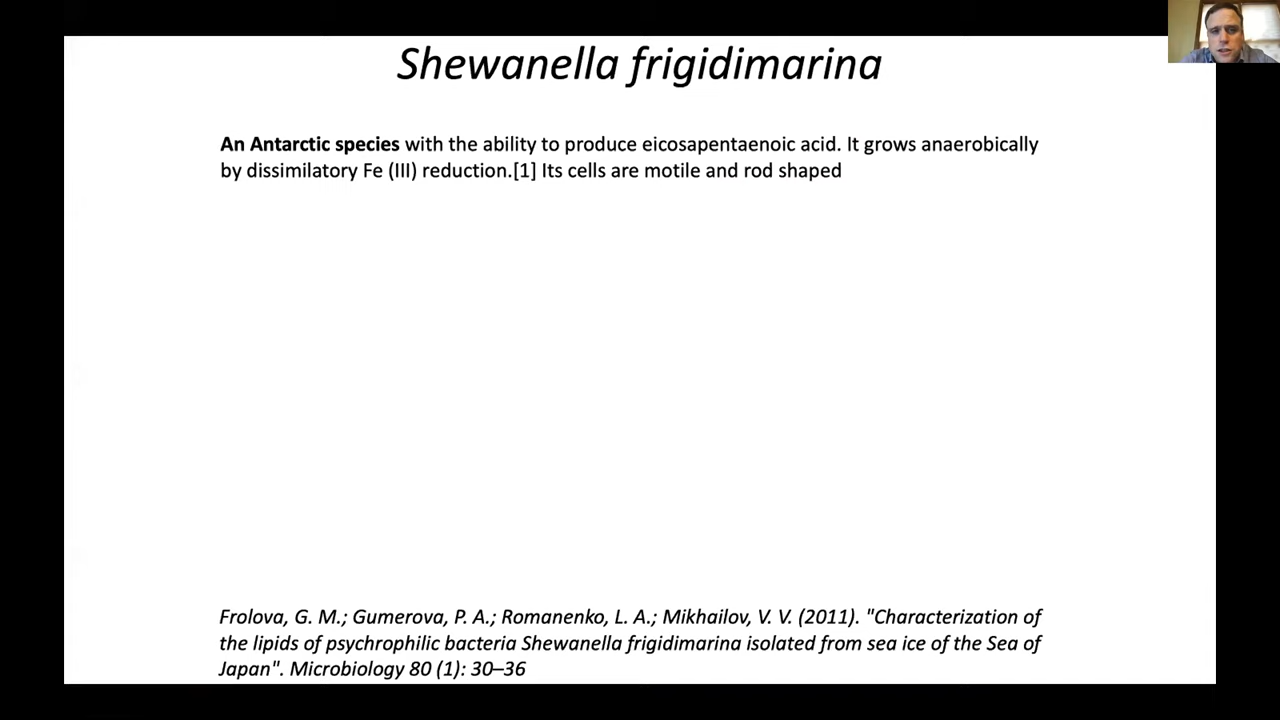 Shewanella frigidimarina
An Antarctic species with the ability to produce eicosapentaenoic acid. It grows anaerobically
by dissimilatory Fe (III) reduction.[1] Its cells are motile and rod shaped
Frolova, G. M.; Gumerova, P. A.; Romanenko, L. A.; Mikhailov, V. V. (2011). "Characterization of
the lipids of psychrophilic bacteria Shewanella frigidimarina isolated from sea ice of the Sea of
Japan". Microbiology 80 (1): 30–36